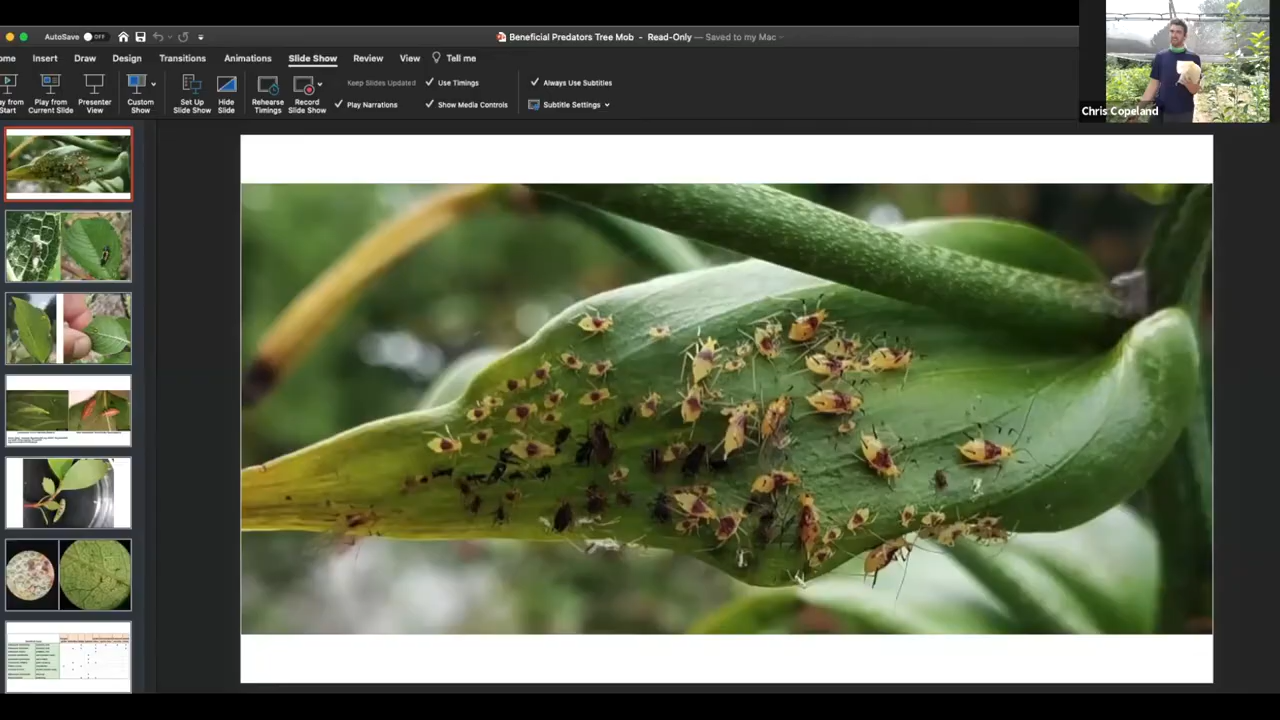 AutoSave OFF
Beneficial Predators Tree Mob - Read-Only — Saved to my Mac
ome Insert Draw Design Transitions Animations Slide Show Review View Tell me
y from Start
Play from Current Slide
Presenter View
Custom Show
Set Up Slide Show
Hide Slide
Rehearse Timings
Record Slide Show
Keep Slides Updated
Play Narrations
Use Timings
Show Media Controls
Always Use Subtitles
Subtitle Settings
Chris Copeland